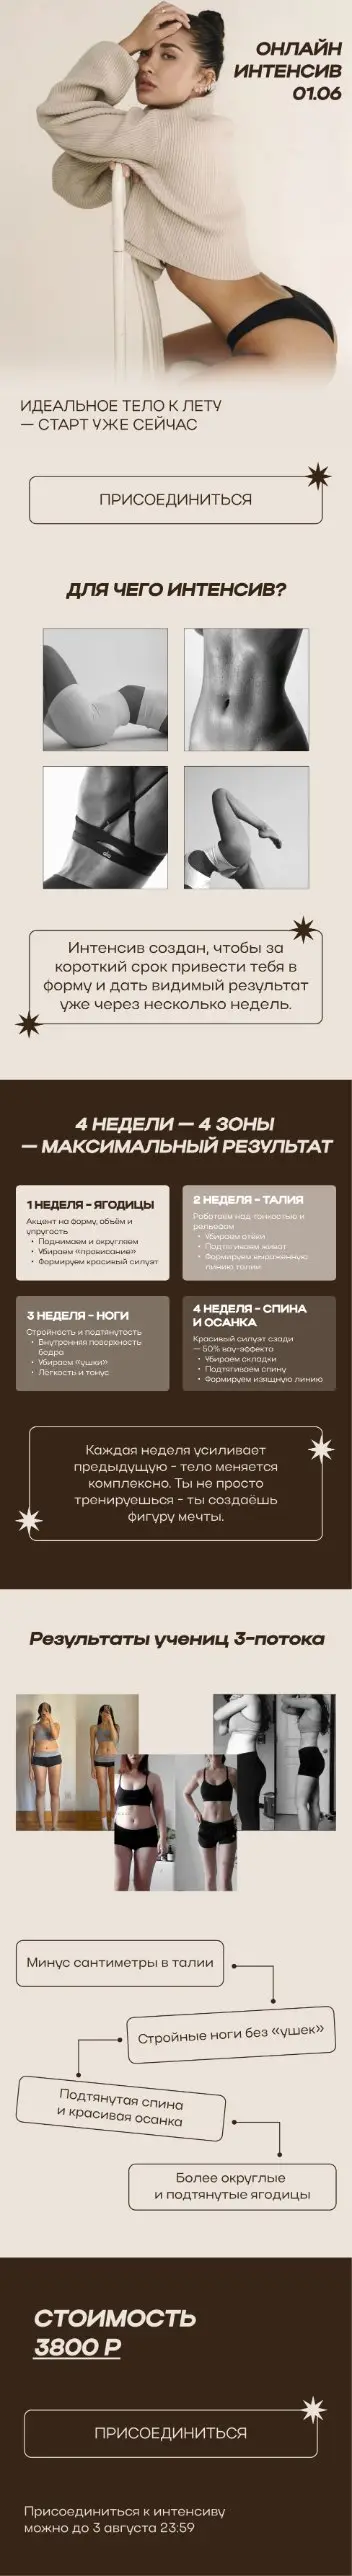 ОНЛАЙН
ИНТЕНСИВ
01.06
ИДЕАЛЬНОЕ ТЕЛО К ЛЕТУ
— СТАРТ УЖЕ СЕЙЧАС
ПРИСОЕДИНИТЬСЯ
ДЛЯ ЧЕГО ИНТЕНСИВ?
Интенсив создан, чтобы за
короткий срок привести тебя в
форму и дать видимый результат
уже через несколько недель.
4 НЕДЕЛИ — 4 ЗОНЫ
— МАКСИМАЛЬНЫЙ РЕЗУЛЬТАТ
1 НЕДЕЛЯ - ЯГОДИЦЫ
Акцент на форму, объём и
упругость
• Поднимаем и округляем
• Убираем «провисание»
• Формируем красивый силуэт
2 НЕДЕЛЯ - ТАЛИЯ
Работаем над тонкостью и
рельефом
• Убираем отёки
• Подтягиваем живот
• Формируем выраженную
линию талии
3 НЕДЕЛЯ - НОГИ
Стройность и подтянутость
• Внутренняя поверхность
бедра
• Убираем «ушки»
• Лёгкость и тонус
4 НЕДЕЛЯ - СПИНА
И ОСАНКА
Красивый силуэт сзади
— 50% вау-эффекта
• Убираем складки
• Подтягиваем спину
• Формируем изящную линию
Каждая неделя усиливает
предыдущую - тело меняется
комплексно. Ты не просто
тренируешься - ты создаёшь
фигуру мечты.
Результаты учениц 3-потока
Минус сантиметры в талии
Стройные ноги без «ушек»
Подтянутая спина
и красивая осанка
Более округлые
и подтянутые ягодицы
СТОИМОСТЬ
3800 Р
ПРИСОЕДИНИТЬСЯ
Присоединиться к интенсиву
можно до 3 августа 23:59